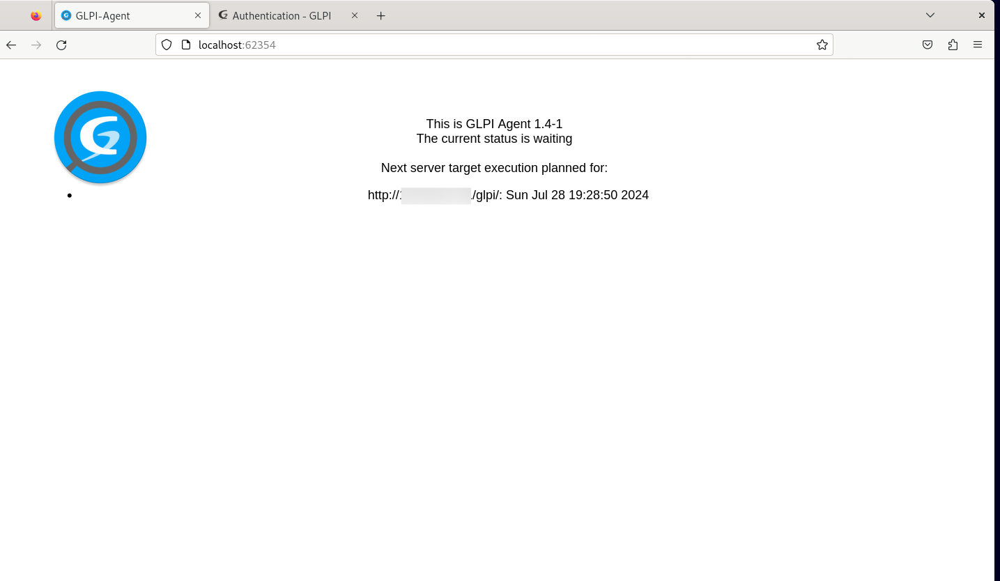 GLPI-Agent
Authentication - GLPI
localhost:62354
This is GLPI Agent 1.4-1
The current status is waiting
Next server target execution planned for:
http:// /glpi/: Sun Jul 28 19:28:50 2024